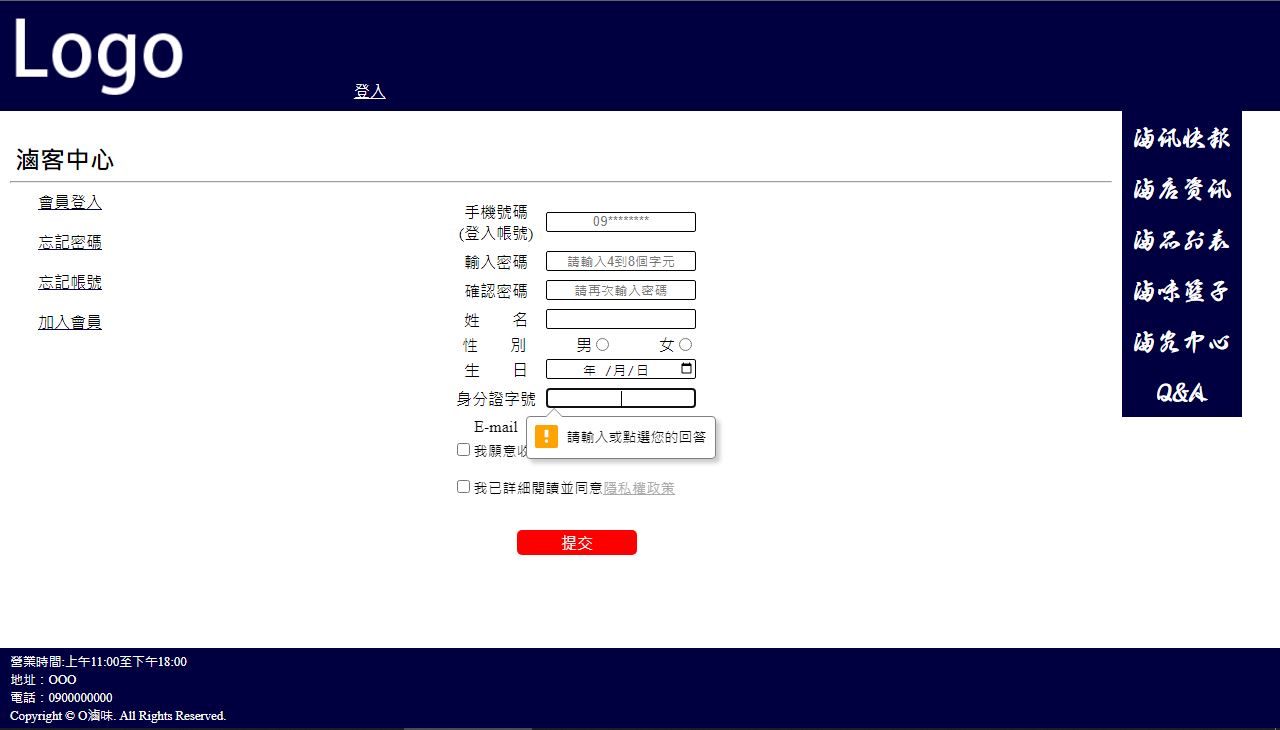 Logo
登入
滷客中心
會員登入
忘記密碼
忘記帳號
加入會員
手機號碼
(登入帳號)
09********
輸入密碼 請輸入4到8個字元
確認密碼 請再次輸入密碼
姓 名
性 別 男 女
生 日 年 /月/日
身分證字號
請輸入或點選您的回答
E-mail
我願意收
我已詳細閱讀並同意隱私權政策
提交
滷訊快報
滷店資訊
滷品列表
滷味籃子
滷客中心
Q&A
營業時間:上午11:00至下午18:00
地址：OOO
電話：0900000000
Copyright © O滷味. All Rights Reserved.